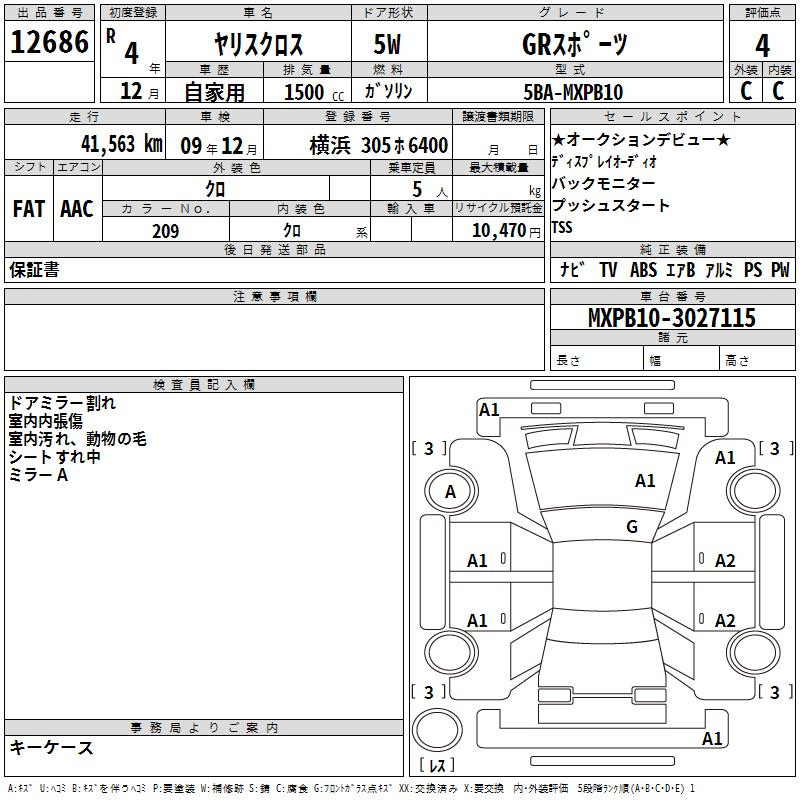 出品番号 初度登録 車名 ドア形状 グレード 評価点
12686 R 4 年 ヤリスクロス 5W GRスポーツ 4
車歴 排気量 燃料 型式 外装 内装
12 月 自家用 1500 CC ガソリン 5BA-MXPB10 C C
走行 車検 登録番号 譲渡書類期限 セールスポイント
41,563 km 09 年 12 月 横浜 305ホ6400 月 日
★オークションデビュー★
シフト エアコン 外装色 乗車定員 最大積載量
ディスプレイオーディオ
バックモニター
FAT AAC クロ 5 人 kg
カラーNo. 内装色 輸入車 リサイクル預託金
プッシュスタート
209 クロ 系 10,470 円
TSS
後日発送部品 純正装備
保証書 ナビ TV ABS エアB アルミ PS PW
注意事項欄 車台番号
MXPB10-3027115
諸元
長さ 幅 高さ
検査員記入欄
ドアミラー割れ
室内内張傷
室内汚れ、動物の毛
シートすれ中
ミラーA
A1
[ 3 ] [ 3 ]
A1
A1
A
G
A1 A2
A1 A2
[ 3 ] [ 3 ]
A1
[ レス ]
事務局よりご案内
キーケース
A:キズ U:ヘコミ B:キズを伴うヘコミ P:要塗装 W:補修跡 S:錆 C:腐食 G:フロントガラス点キズ XX:交換済み X:要交換 内・外装評価 5段階ランク順(A・B・C・D・E) 1